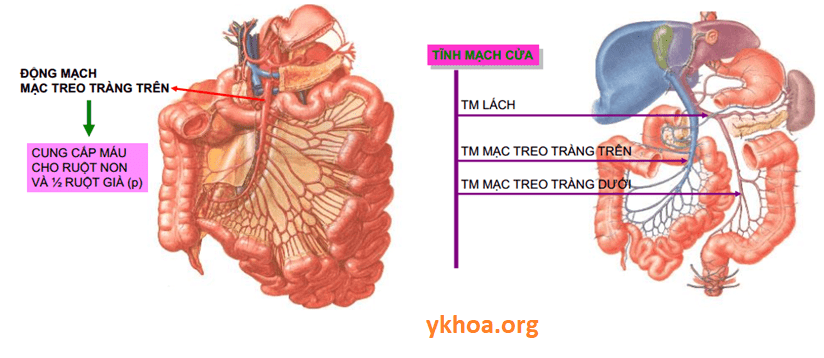 ĐỘNG MẠCH
MẠC TREO TRÀNG TRÊN
CUNG CẤP MÁU
CHO RUỘT NON
VÀ ½ RUỘT GIÀ (p)
TĨNH MẠCH CỬA
TM LÁCH
TM MẠC TREO TRÀNG TRÊN
TM MẠC TREO TRÀNG DƯỚI
ykhoa.org